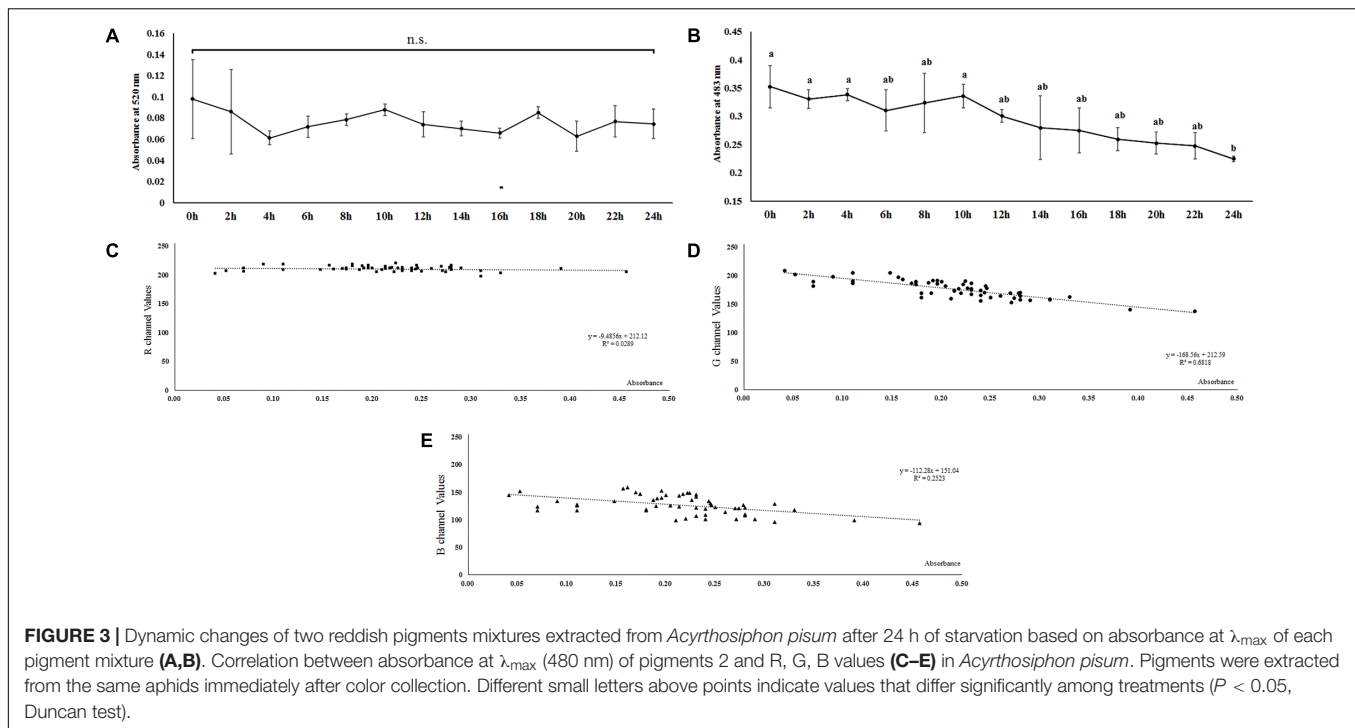 A
n.s.
0.16
0.14
0.12
0.1
0.08
0.06
0.04
0.02
0
Absorbance at 520 nm
0h 2h 4h 6h 8h 10h 12h 14h 16h 18h 20h 22h 24h
B
0.45
0.4
0.35
0.3
0.25
0.2
0.15
Absorbance at 483 nm
a a a ab ab a ab ab ab ab ab ab b
0h 2h 4h 6h 8h 10h 12h 14h 16h 18h 20h 22h 24h
C
250
200
150
100
50
0
R channel Values
y = -9.4856x + 212.12
R² = 0.0289
Absorbance
0.00 0.05 0.10 0.15 0.20 0.25 0.30 0.35 0.40 0.45 0.50
D
250
200
150
100
50
0
G channel Values
y = -168.56x + 212.59
R² = 0.6818
Absorbance
0.00 0.05 0.10 0.15 0.20 0.25 0.30 0.35 0.40 0.45 0.50
E
250
200
150
100
50
0
B channel Values
y = -112.28x + 151.04
R² = 0.2523
Absorbance
0.00 0.05 0.10 0.15 0.20 0.25 0.30 0.35 0.40 0.45 0.50
FIGURE 3 | Dynamic changes of two reddish pigments mixtures extracted from Acyrthosiphon pisum after 24 h of starvation based on absorbance at λmax of each
pigment mixture (A,B). Correlation between absorbance at λmax (480 nm) of pigments 2 and R, G, B values (C–E) in Acyrthosiphon pisum. Pigments were extracted
from the same aphids immediately after color collection. Different small letters above points indicate values that differ significantly among treatments (P < 0.05,
Duncan test).